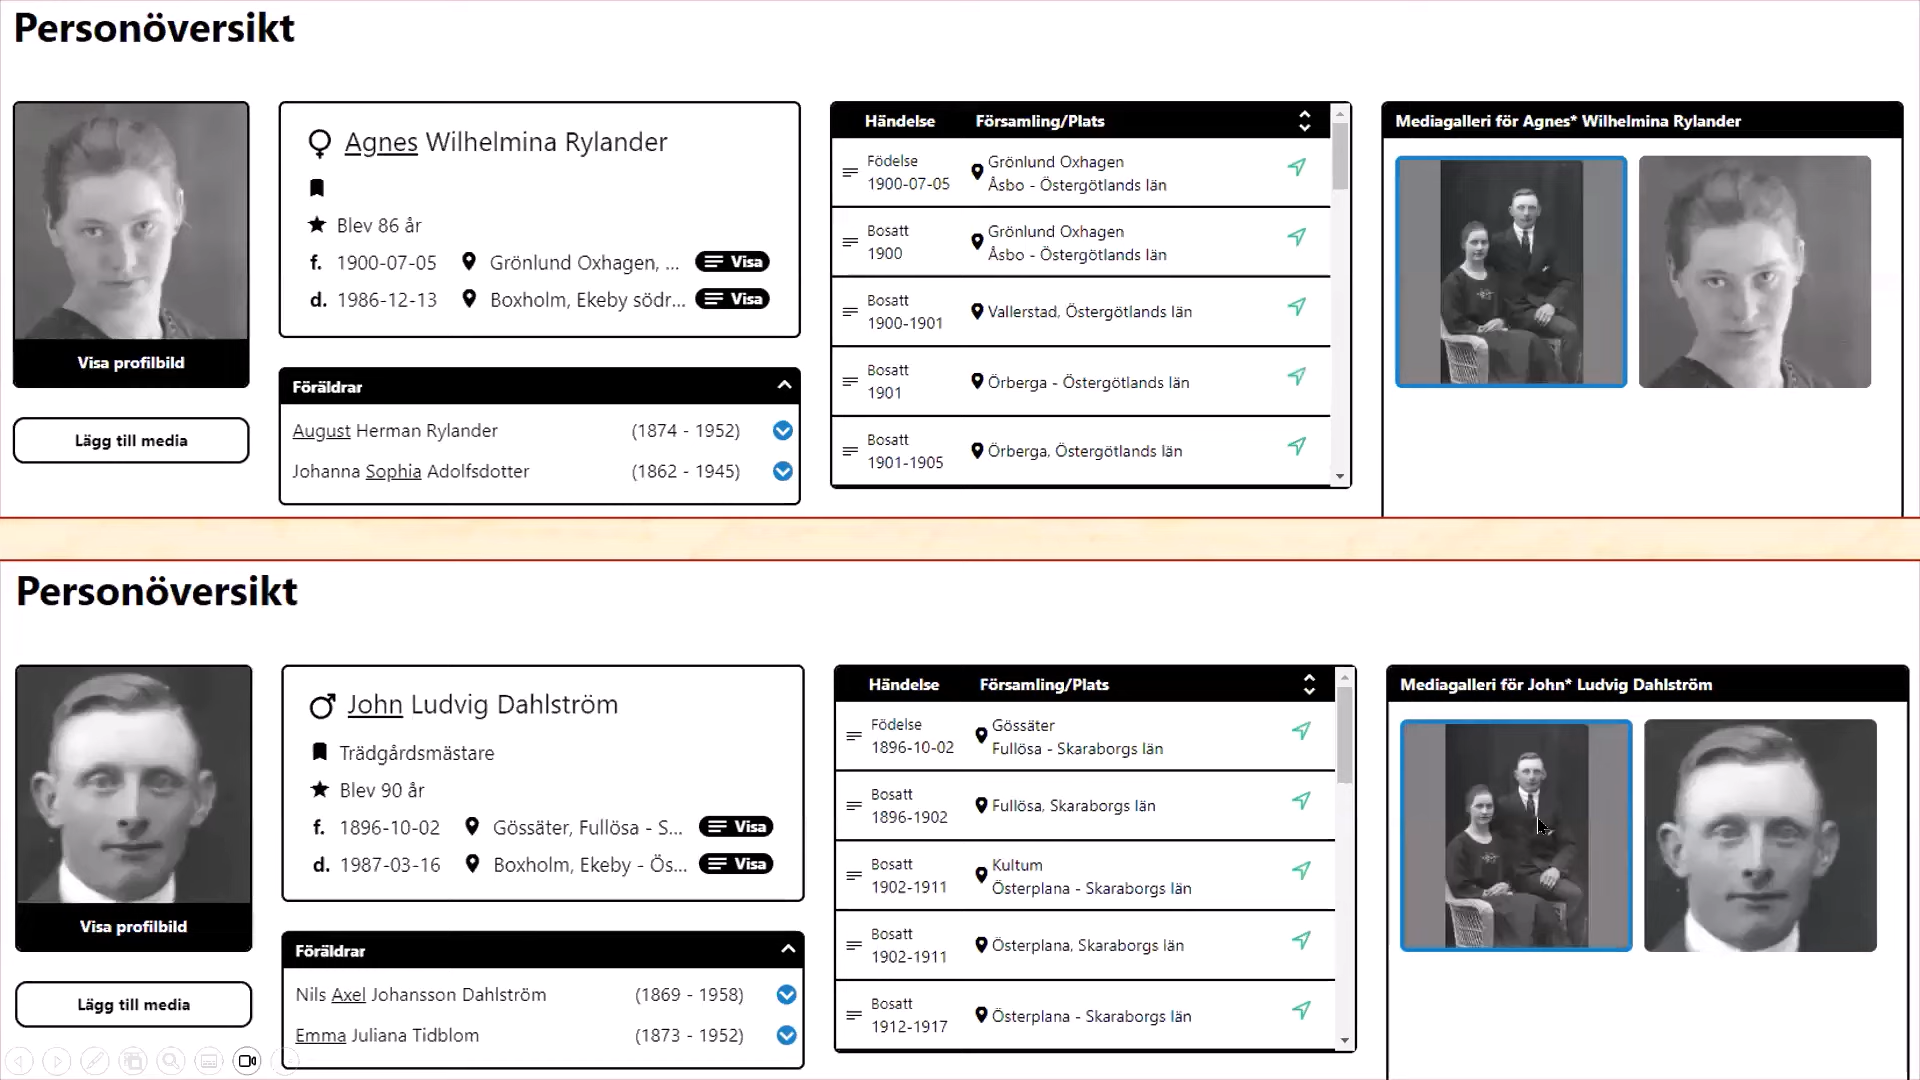 Personöversikt
Visa profilbild
Lägg till media
Agnes Wilhelmina Rylander
Blev 86 år
f. 1900-07-05 Grönlund Oxhagen, ... Visa
d. 1986-12-13 Boxholm, Ekeby södr... Visa
Föräldrar
August Herman Rylander (1874 - 1952)
Johanna Sophia Adolfsdotter (1862 - 1945)
Händelse Församling/Plats
Födelse
1900-07-05
Grönlund Oxhagen
Åsbo - Östergötlands län
Bosatt
1900
Grönlund Oxhagen
Åsbo - Östergötlands län
Bosatt
1900-1901
Vallerstad, Östergötlands län
Bosatt
1901
Örberga - Östergötlands län
Bosatt
1901-1905
Örberga, Östergötlands län
Mediagalleri för Agnes* Wilhelmina Rylander
Personöversikt
Visa profilbild
Lägg till media
John Ludvig Dahlström
Trädgårdsmästare
Blev 90 år
f. 1896-10-02 Gössäter, Fullösa - S... Visa
d. 1987-03-16 Boxholm, Ekeby - Ös... Visa
Föräldrar
Nils Axel Johansson Dahlström (1869 - 1958)
Emma Juliana Tidblom (1873 - 1952)
Händelse Församling/Plats
Födelse
1896-10-02
Gössäter
Fullösa - Skaraborgs län
Bosatt
1896-1902
Fullösa, Skaraborgs län
Bosatt
1902-1911
Kultum
Österplana - Skaraborgs län
Bosatt
1902-1911
Österplana, Skaraborgs län
Bosatt
1912-1917
Österplana - Skaraborgs län
Mediagalleri för John* Ludvig Dahlström